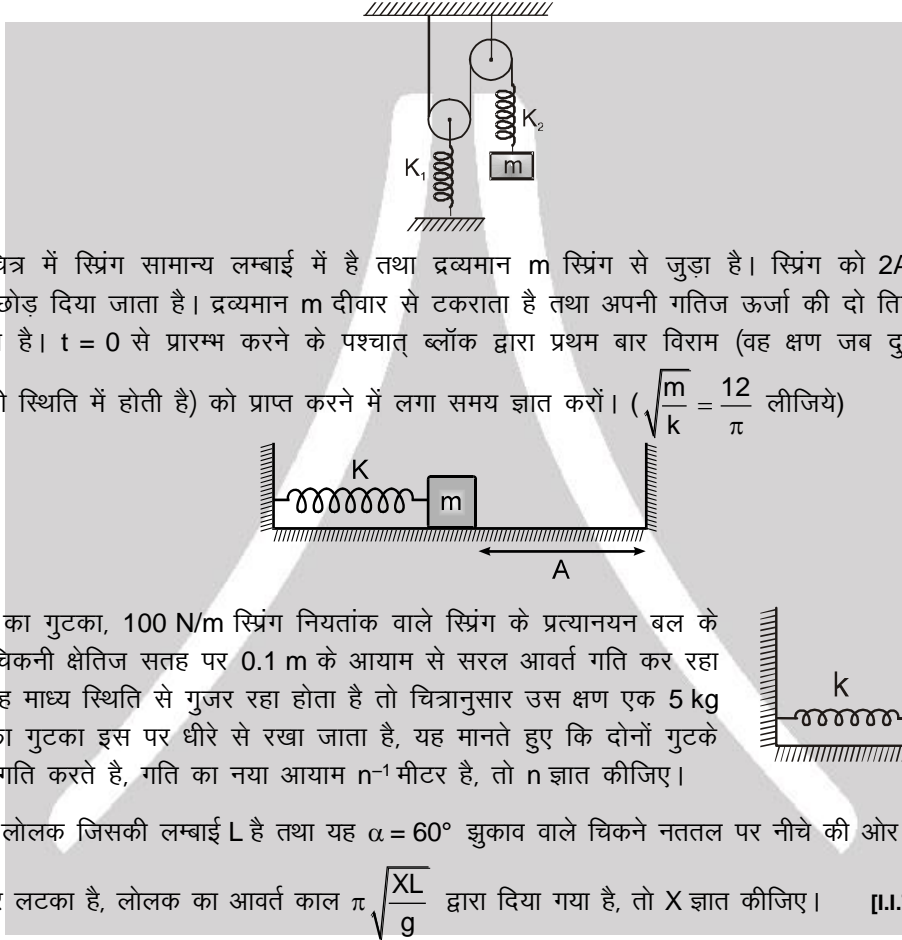 K₁
K₂
m
चित्र में स्प्रिंग सामान्य लम्बाई में है तथा द्रव्यमान m स्प्रिंग से जुड़ा है। स्प्रिंग को 2A
छोड़ दिया जाता है। द्रव्यमान m दीवार से टकराता है तथा अपनी गतिज ऊर्जा की दो
है। t = 0 से प्रारम्भ करने के पश्चात् ब्लॉक द्वारा प्रथम बार विराम (वह क्षण जब
स्थिति में होती है) को प्राप्त करने में लगा समय ज्ञात करों। (√(m/k) = 12/π लीजिये)
K
m
A
का गुटका, 100 N/m स्प्रिंग नियतांक वाले स्प्रिंग के प्रत्यानयन बल के
चिकनी क्षेतिज सतह पर 0.1 m के आयाम से सरल आवर्त गति कर रहा
माध्य स्थिति से गुजर रहा होता है तो चित्रानुसार उस क्षण एक 5 kg
का गुटका इस पर धीरे से रखा जाता है, यह मानते हुए कि दोनों गुटके
गति करते है, गति का नया आयाम n⁻¹ मीटर है, तो n ज्ञात कीजिए।
k
लोलक जिसकी लम्बाई L है तथा यह α = 60° झुकाव वाले चिकने नततल पर नीचे की ओर
लटका है, लोलक का आवर्त काल π√(XL/g) द्वारा दिया गया है, तो X ज्ञात कीजिए। [I.I.